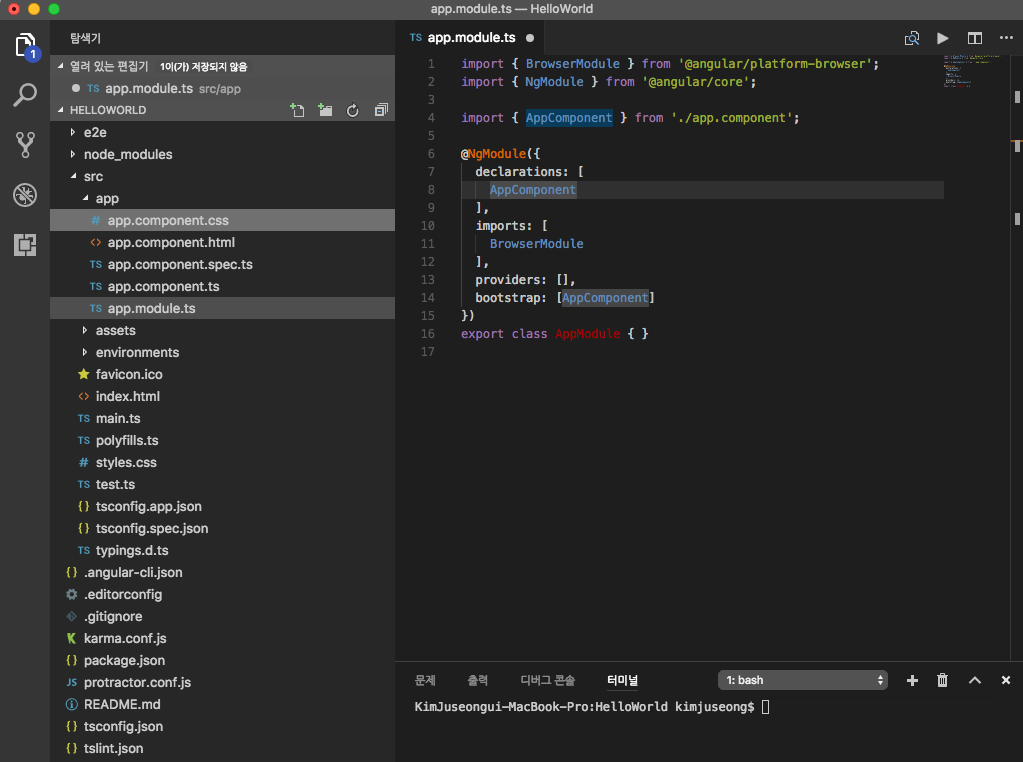 app.module.ts — HelloWorld
1
탐색기
열려 있는 편집기 1이(가) 저장되지 않음
TS app.module.ts src/app
HELLOWORLD
e2e
node_modules
src
app
# app.component.css
<> app.component.html
TS app.component.spec.ts
TS app.component.ts
TS app.module.ts
assets
environments
favicon.ico
<> index.html
TS main.ts
TS polyfills.ts
# styles.css
TS test.ts
{} tsconfig.app.json
{} tsconfig.spec.json
TS typings.d.ts
{} .angular-cli.json
.editorconfig
.gitignore
K karma.conf.js
{} package.json
JS protractor.conf.js
README.md
{} tsconfig.json
{} tslint.json
TS app.module.ts
1 import { BrowserModule } from '@angular/platform-browser';
2 import { NgModule } from '@angular/core';
3
4 import { AppComponent } from './app.component';
5
6 @NgModule({
7 declarations: [
8 AppComponent
9 ],
10 imports: [
11 BrowserModule
12 ],
13 providers: [],
14 bootstrap: [AppComponent]
15 })
16 export class AppModule { }
17
문제 출력 디버그 콘솔 터미널 1: bash
KimJuseongui-MacBook-Pro:HelloWorld kimjuseong$